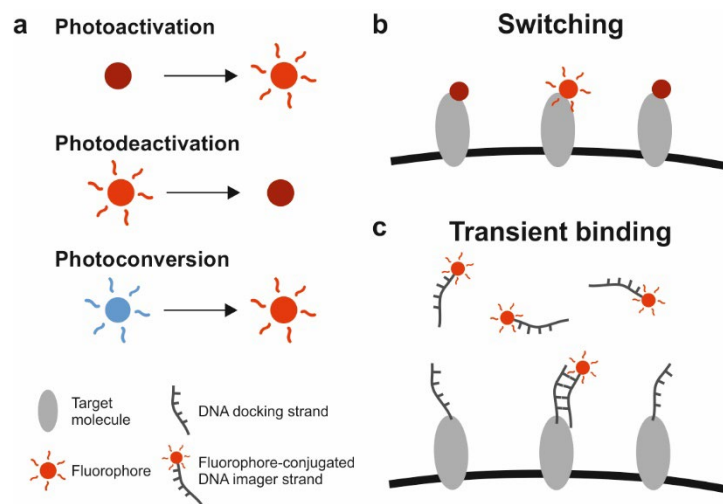 a
Photoactivation
Photodeactivation
Photoconversion
Target
molecule
DNA docking strand
Fluorophore
Fluorophore-conjugated
DNA imager strand
b
Switching
c
Transient binding